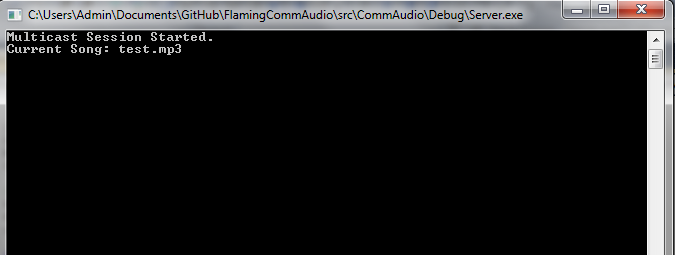 C:\Users\Admin\Documents\GitHub\FlamingCommAudio\src\CommAudio\Debug\Server.exe
Multicast Session Started.
Current Song: test.mp3